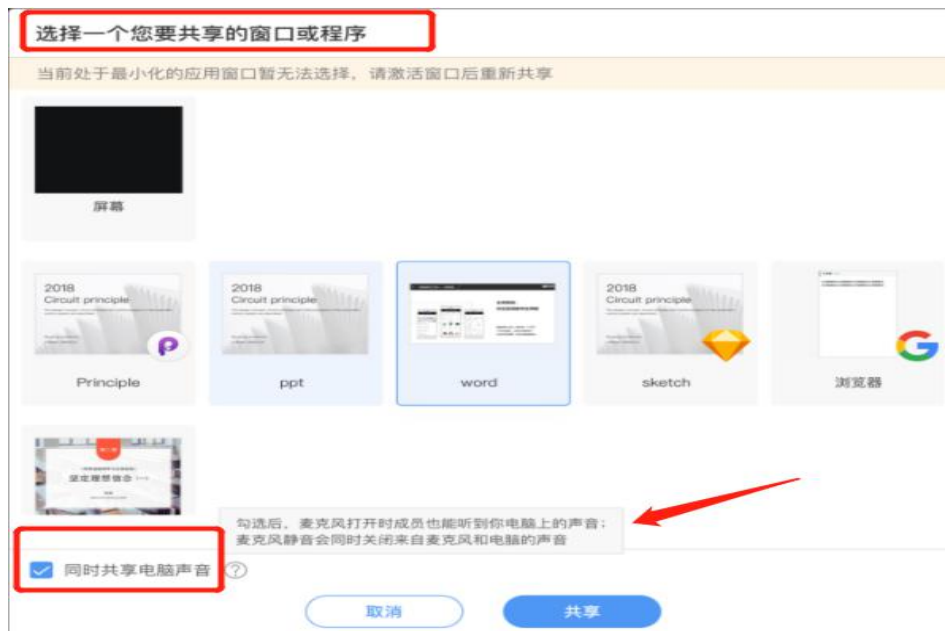 选择一个您要共享的窗口或程序
当前处于最小化的应用窗口暂无法选择，请激活窗口后重新共享
屏幕
2018
Circuit principle
Principle
2018
Circuit principle
ppt
word
2018
Circuit principle
sketch
浏览器
坚定理想信念
勾选后，麦克风打开时成员也能听到你电脑上的声音；
麦克风静音会同时关闭来自麦克风和电脑的声音
同时共享电脑声音 ?
取消
共享